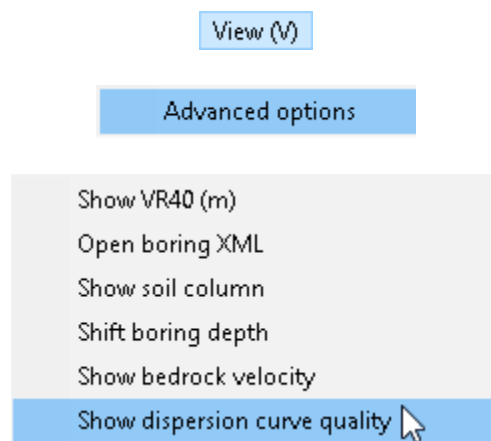 View (V)
Advanced options
Show VR40 (m)
Open boring XML
Show soil column
Shift boring depth
Show bedrock velocity
Show dispersion curve quality